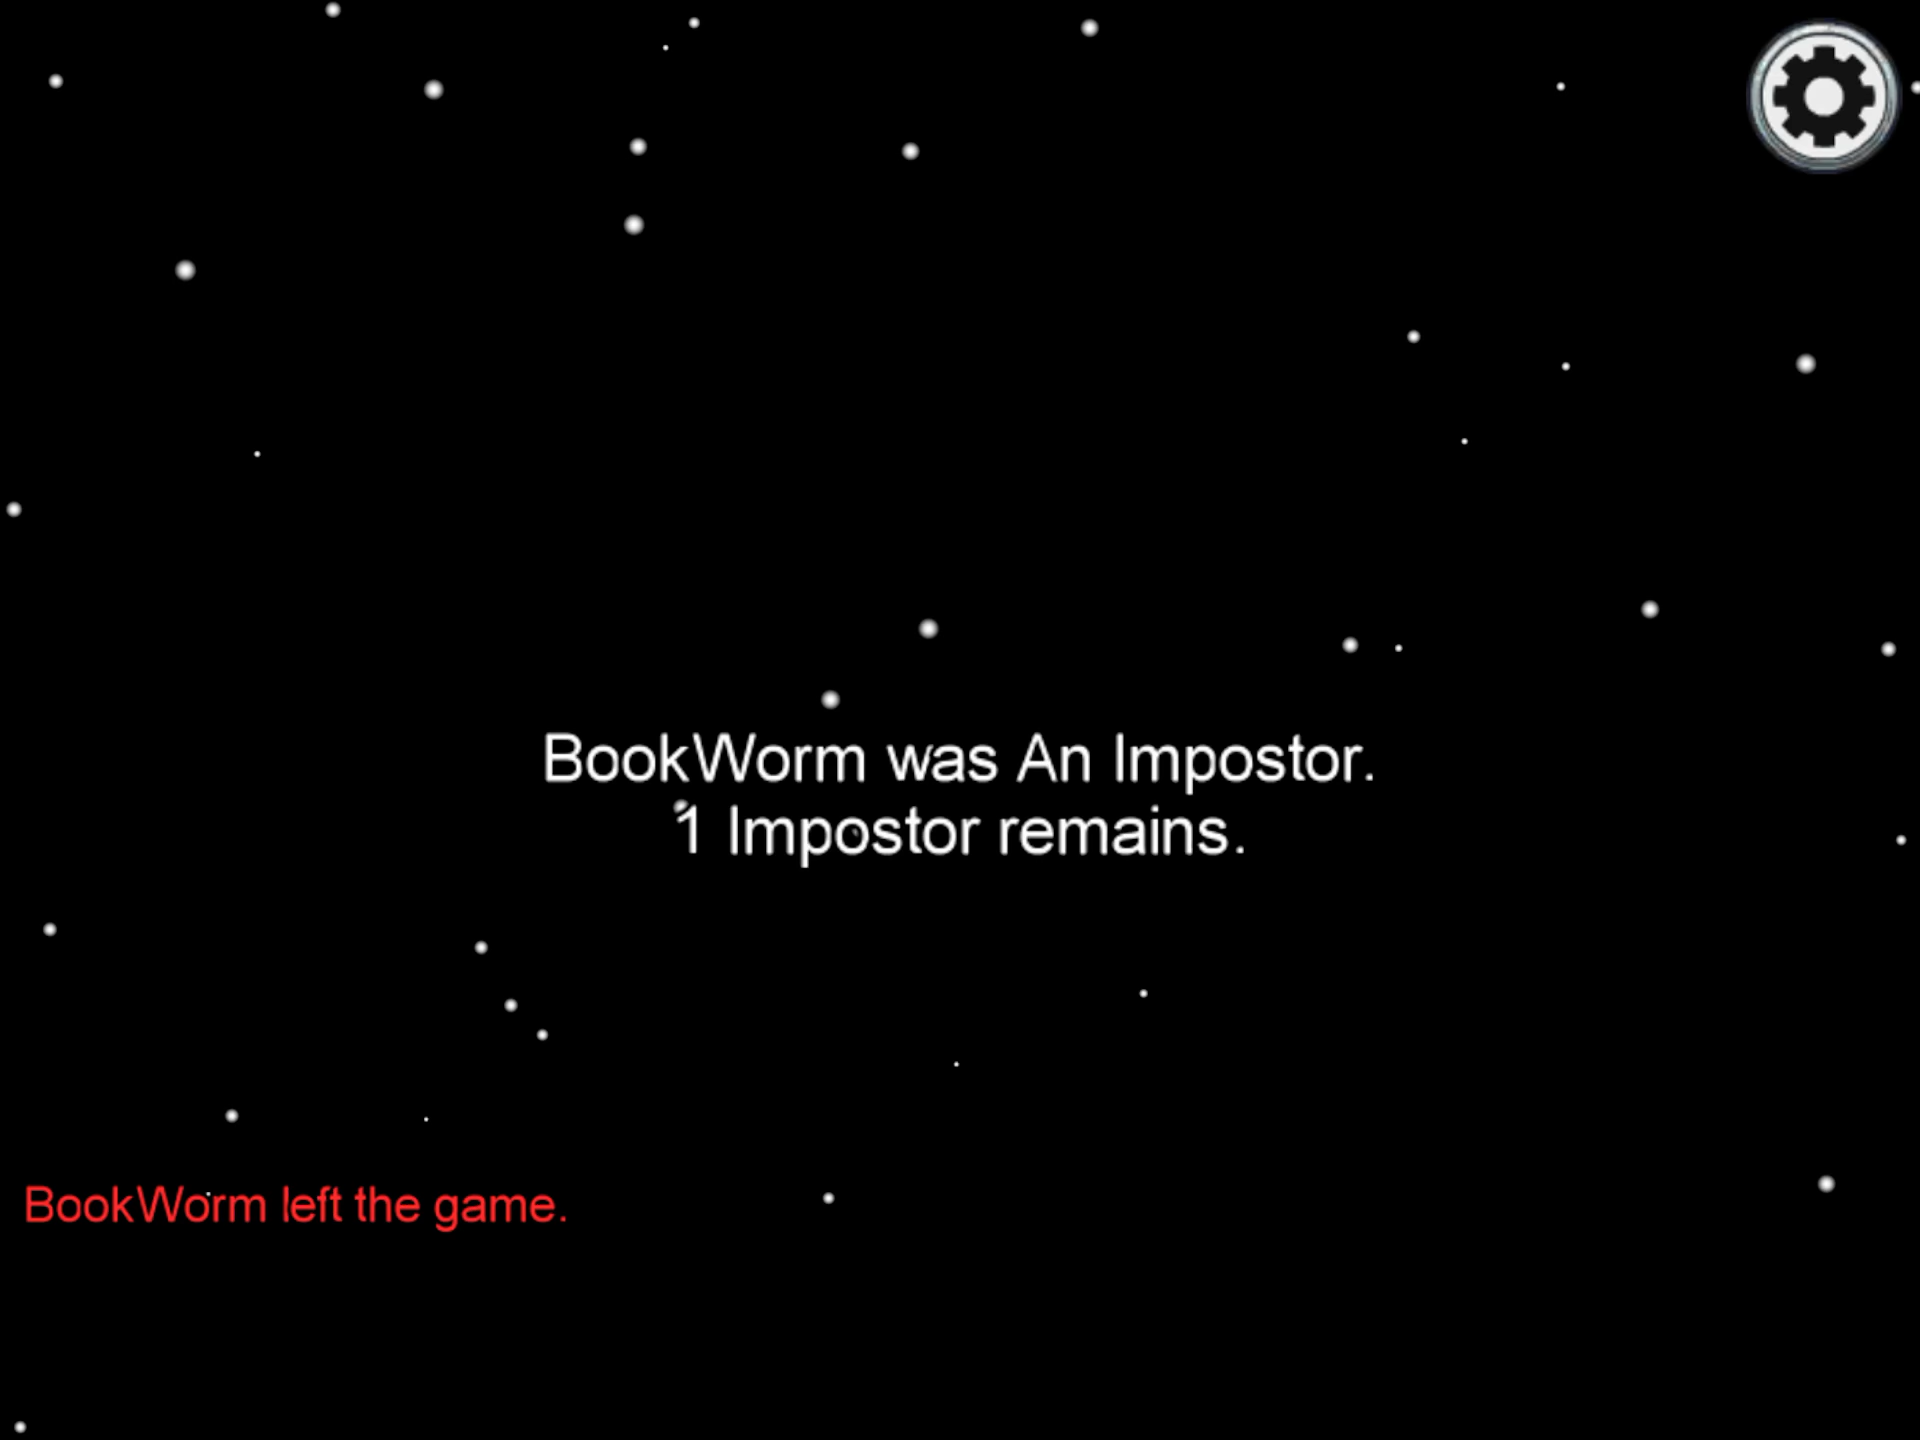 BookWorm was An Impostor.
1 Impostor remains.
BookWorm left the game.